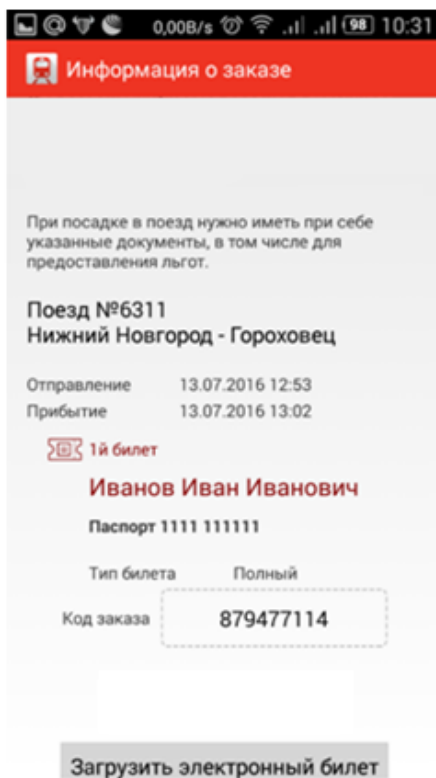 0,00B/s 98 10:31
Информация о заказе
При посадке в поезд нужно иметь при себе
указанные документы, в том числе для
предоставления льгот.
Поезд №6311
Нижний Новгород - Гороховец
Отправление 13.07.2016 12:53
Прибытие 13.07.2016 13:02
1й билет
Иванов Иван Иванович
Паспорт 1111 111111
Тип билета Полный
Код заказа 879477114
Загрузить электронный билет